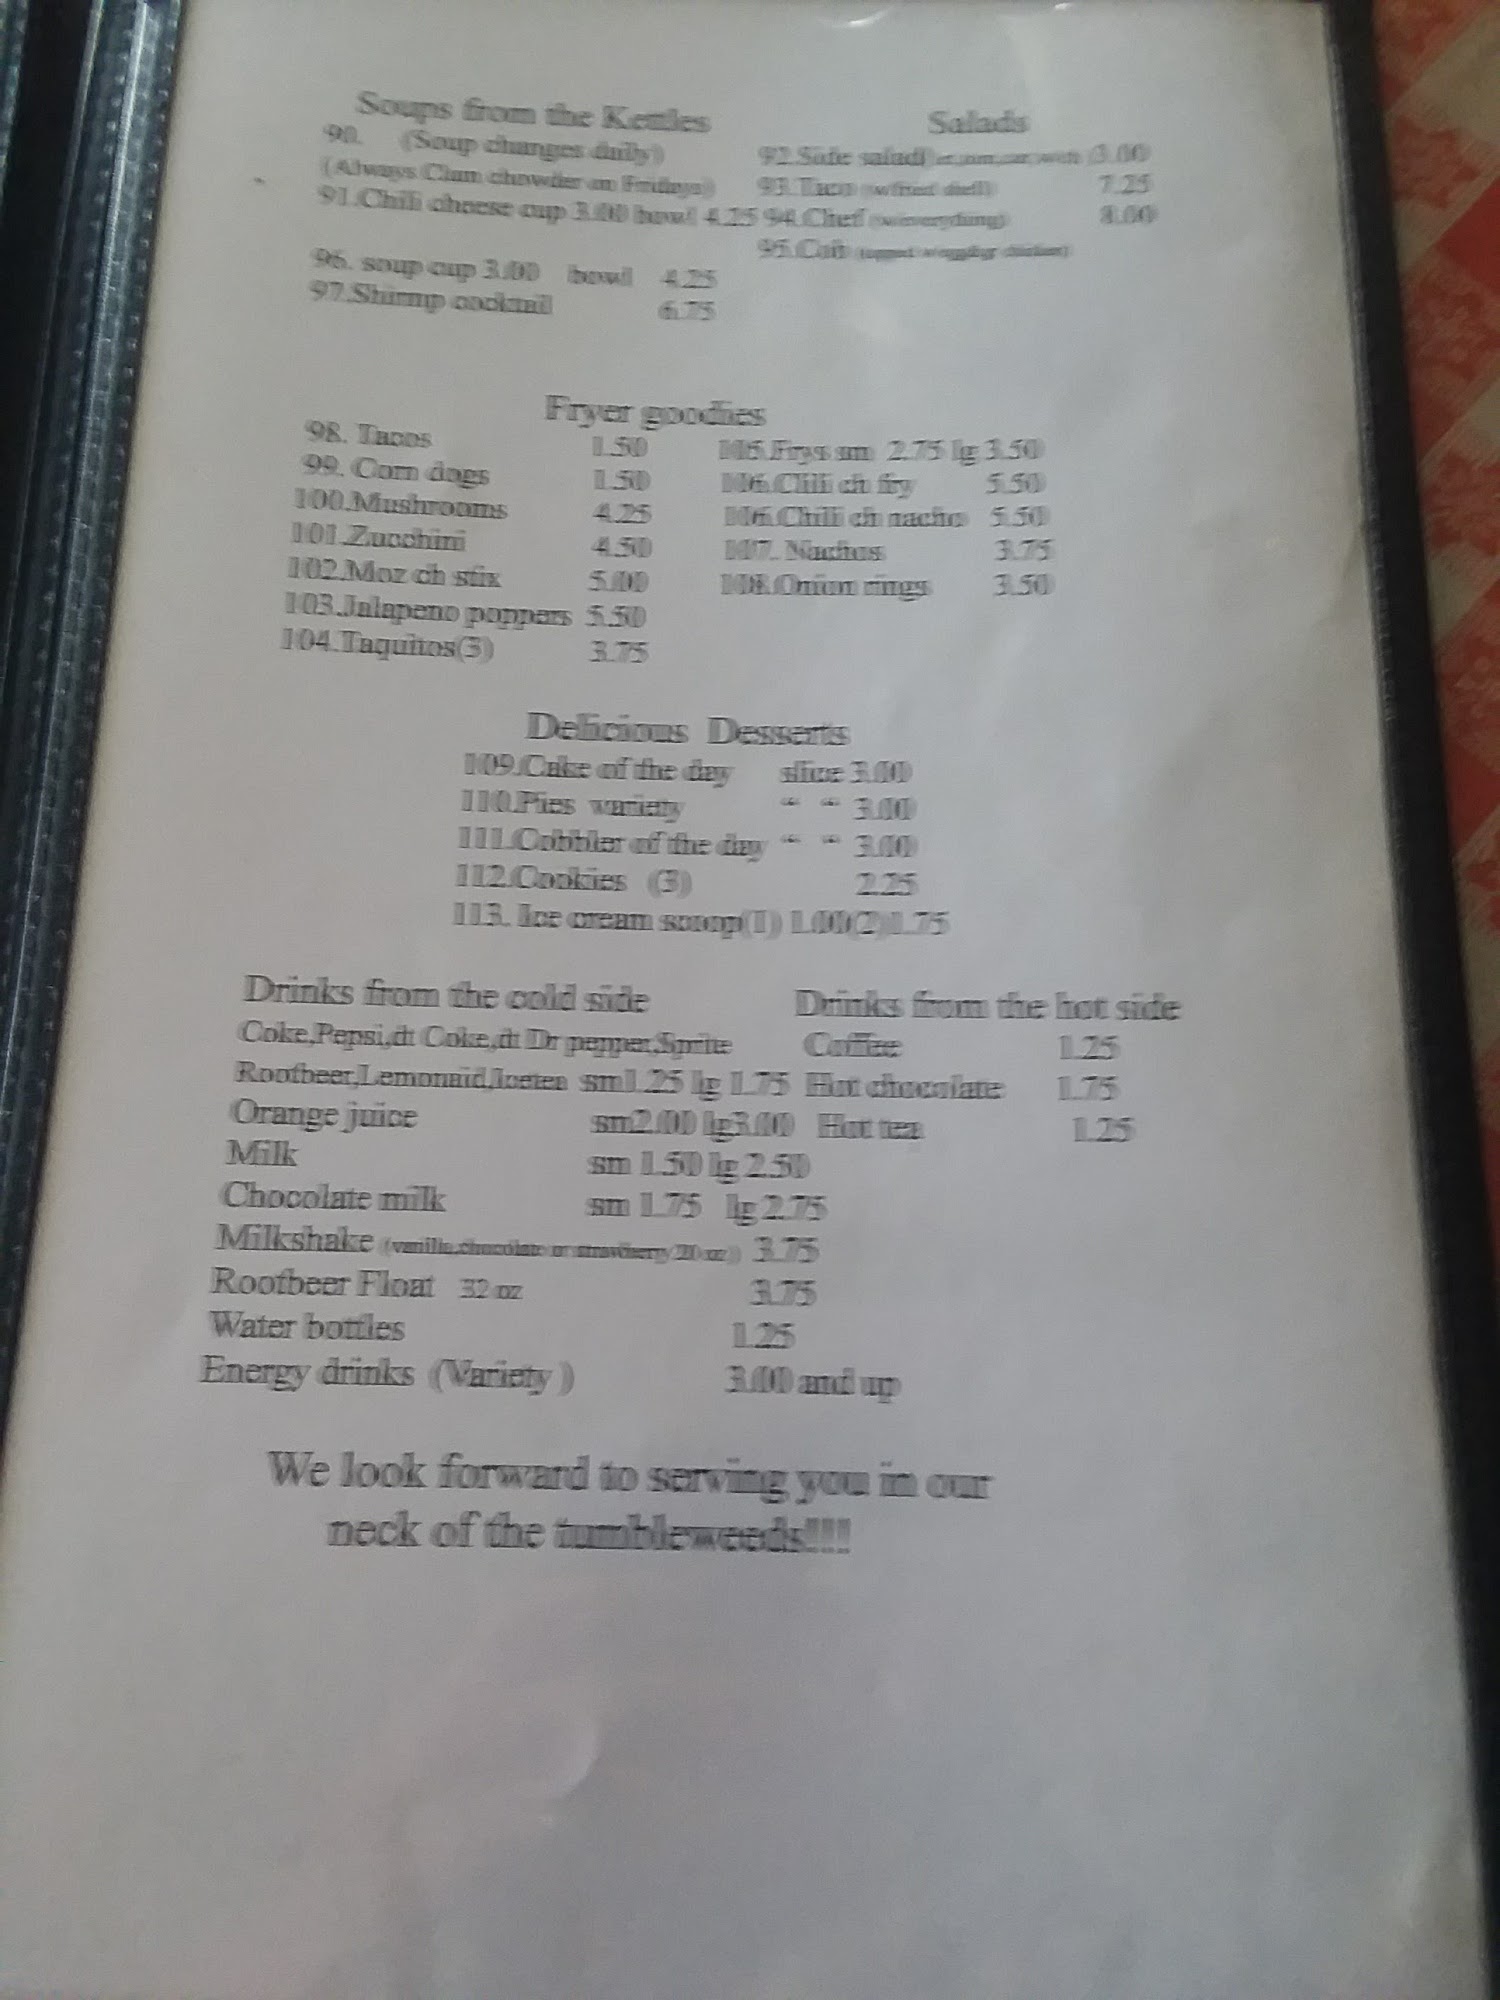 Soups from the Kettles
90. (Soup changes daily)
(Always Clam chowder on Fridays)
91.Chili cheese cup 3.00 bowl 4.25
96. soup cup 3.00 bowl 4.25
97.Shirmp cocktail 6.75
Salads
92.Side salad 3.00
93.Taco (w/fried shell) 7.25
94.Chef (w/everything) 8.00
95.Cob
Fryer goodies
98. Tacos 1.50
99. Corn dogs 1.50
100.Mushrooms 4.25
101.Zucchini 4.50
102.Moz ch stix 5.00
103.Jalapeno poppers 5.50
104.Taquitos(3) 3.75
105.Frys sm 2.75 lg 3.50
106.Chili ch fry 5.50
106.Chili ch nacho 5.50
107. Nachos 3.75
108.Onion rings 3.50
Delicious Desserts
109.Cake of the day slice 3.00
110.Pies variety “ “ 3.00
111.Cobbler of the day “ “ 3.00
112.Cookies (3) 2.25
113. Ice cream scoop(1) 1.00(2)1.75
Drinks from the cold side
Coke,Pepsi,dt Coke,dt Dr pepper,Sprite
Rootbeer,Lemonaid,Icetea sm1.25 lg 1.75
Orange juice sm2.00 lg3.00
Milk sm 1.50 lg 2.50
Chocolate milk sm 1.75 lg 2.75
Milkshake (vanilla,chocolate or strawberry 20 oz) 3.75
Rootbeer Float 32 oz 3.75
Water bottles 1.25
Energy drinks (Variety ) 3.00 and up
Drinks from the hot side
Coffee 1.25
Hot chocolate 1.75
Hot tea 1.25
We look forward to serving you in our
neck of the tumbleweeds!!!!